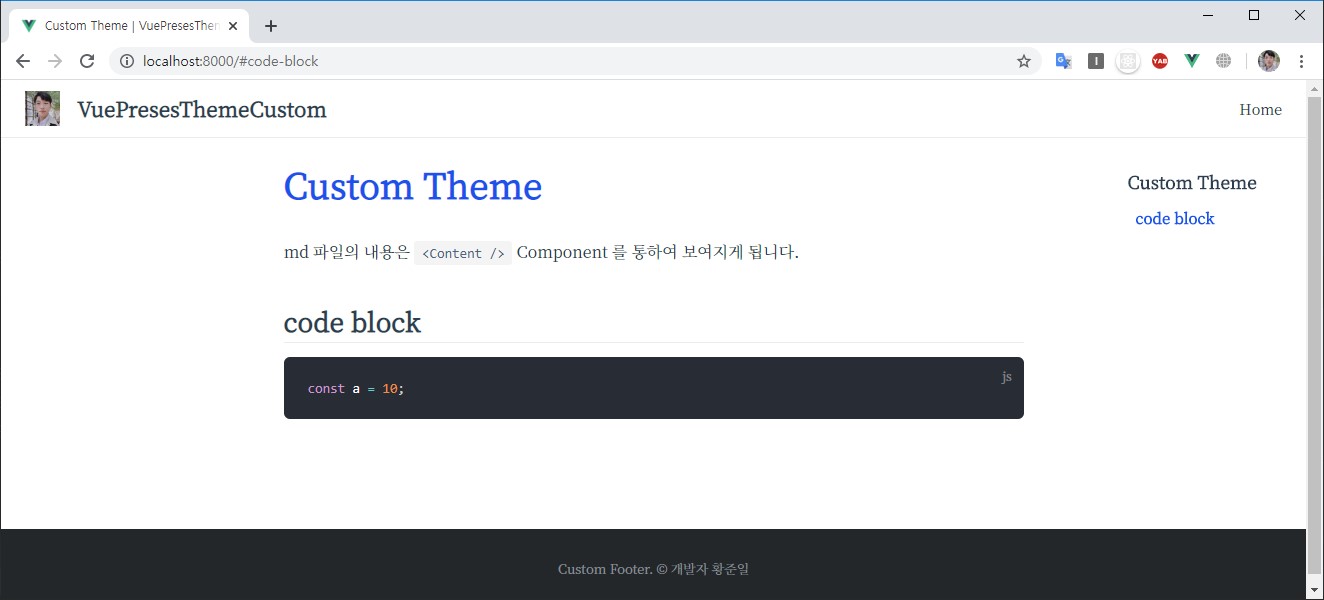 Custom Theme | VuePresesThen
localhost:8000/#code-block
I
YAB
VuePresesThemeCustom
Home
Custom Theme
Custom Theme
code block
md 파일의 내용은 <Content /> Component 를 통하여 보여지게 됩니다.
code block
js
const a = 10;
Custom Footer. © 개발자 황준일